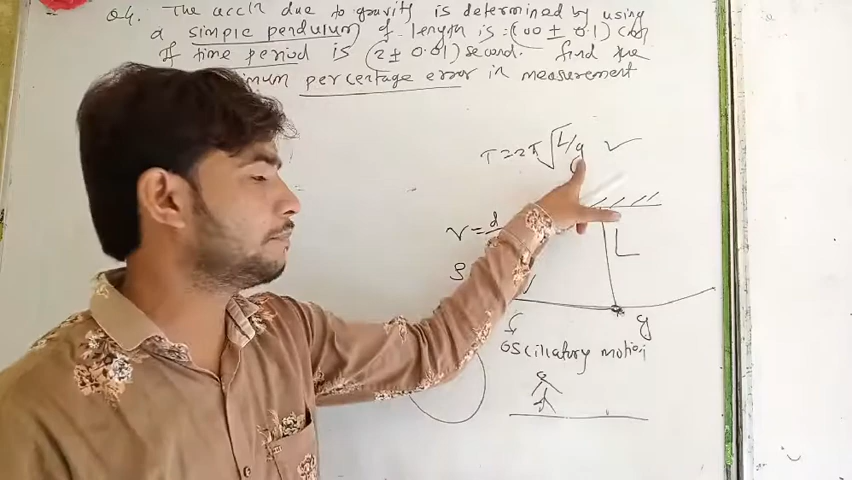 Q4. The accln due to gravity is determined by using
a simple pendulum of length is = (100 ± 0.1) cm
If time period is (2 ± 0.01) second. find the
percentage error in measurement
T = 2π √L/g ✓
V = d
L
g
Oscillatory motion